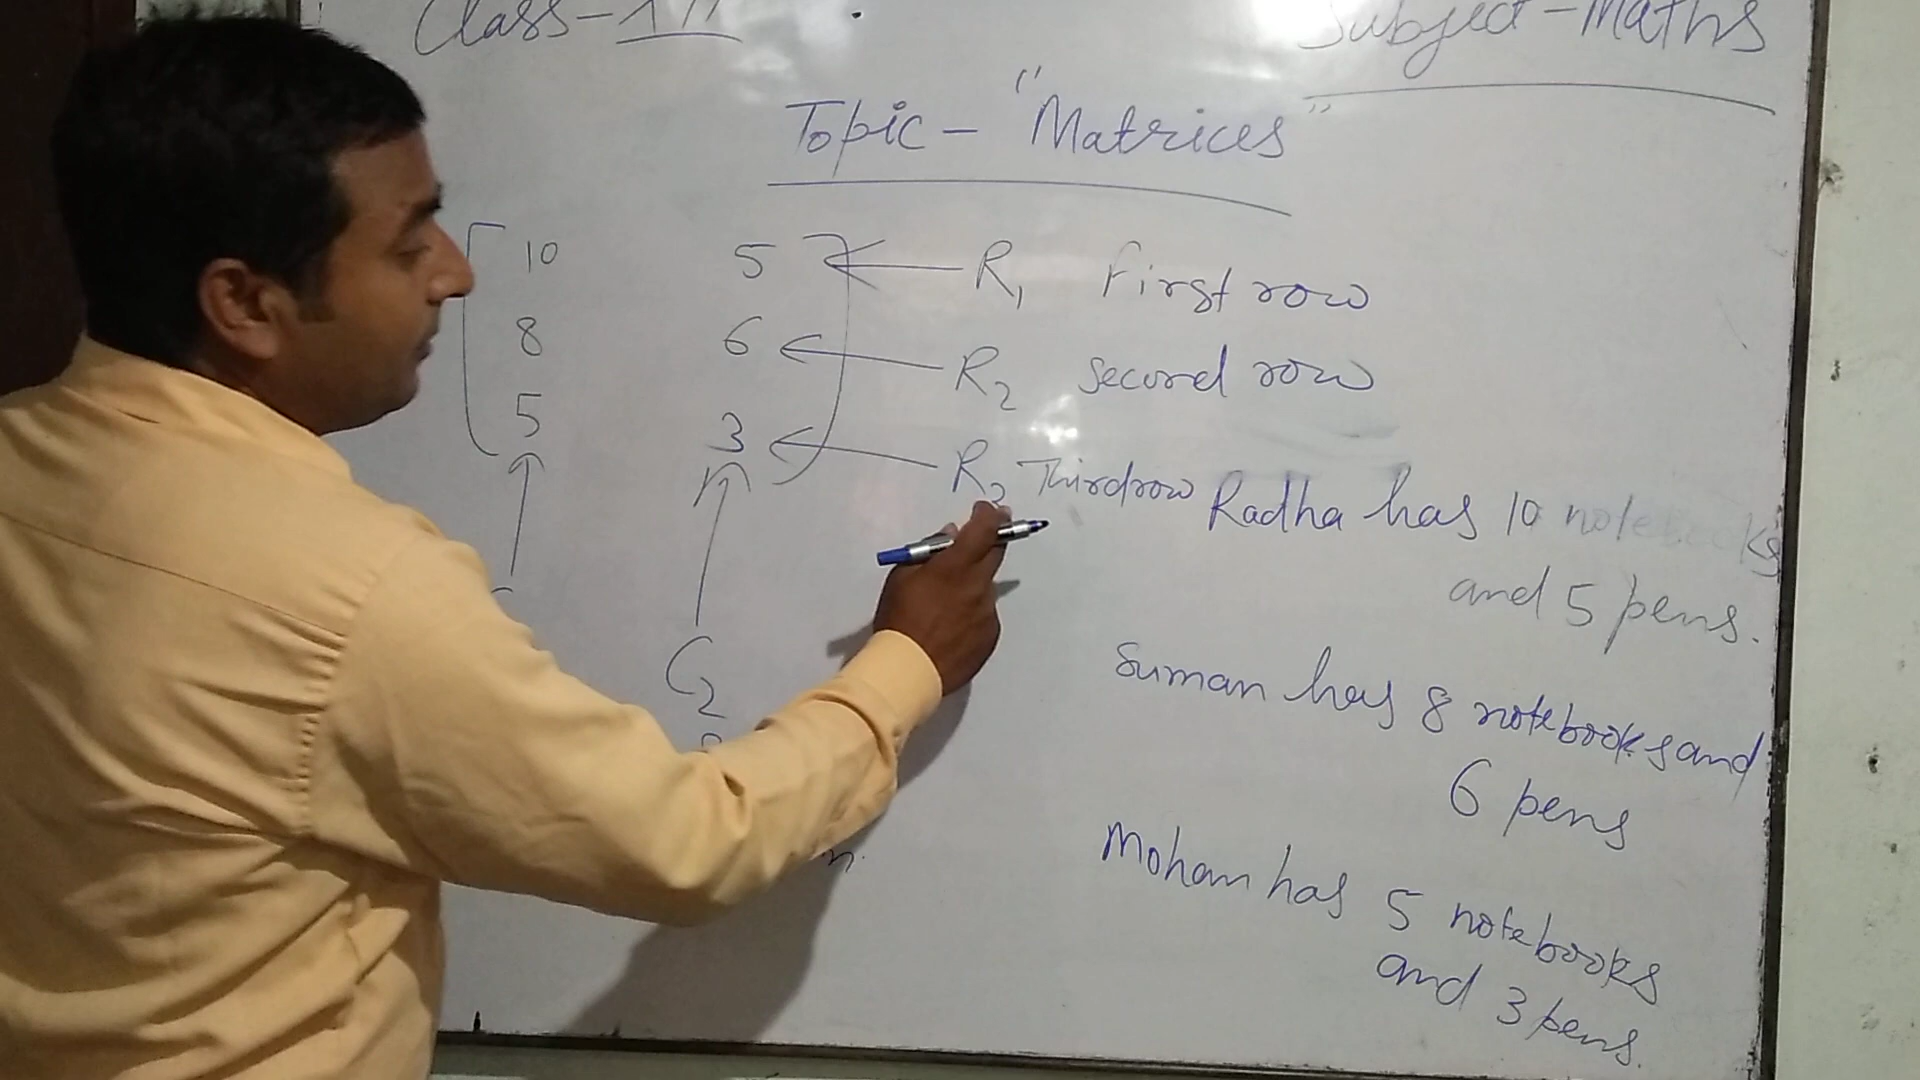 Class-XII
Subject-Maths
Topic- "Matrices"
10 5 R1 First row
8 6 R2 Second row
5 3 R3 Third row
C2
Radha has 10 notebooks
and 5 pens.
Suman has 8 notebooks and
6 pens
Mohan has 5 notebooks
and 3 pens.